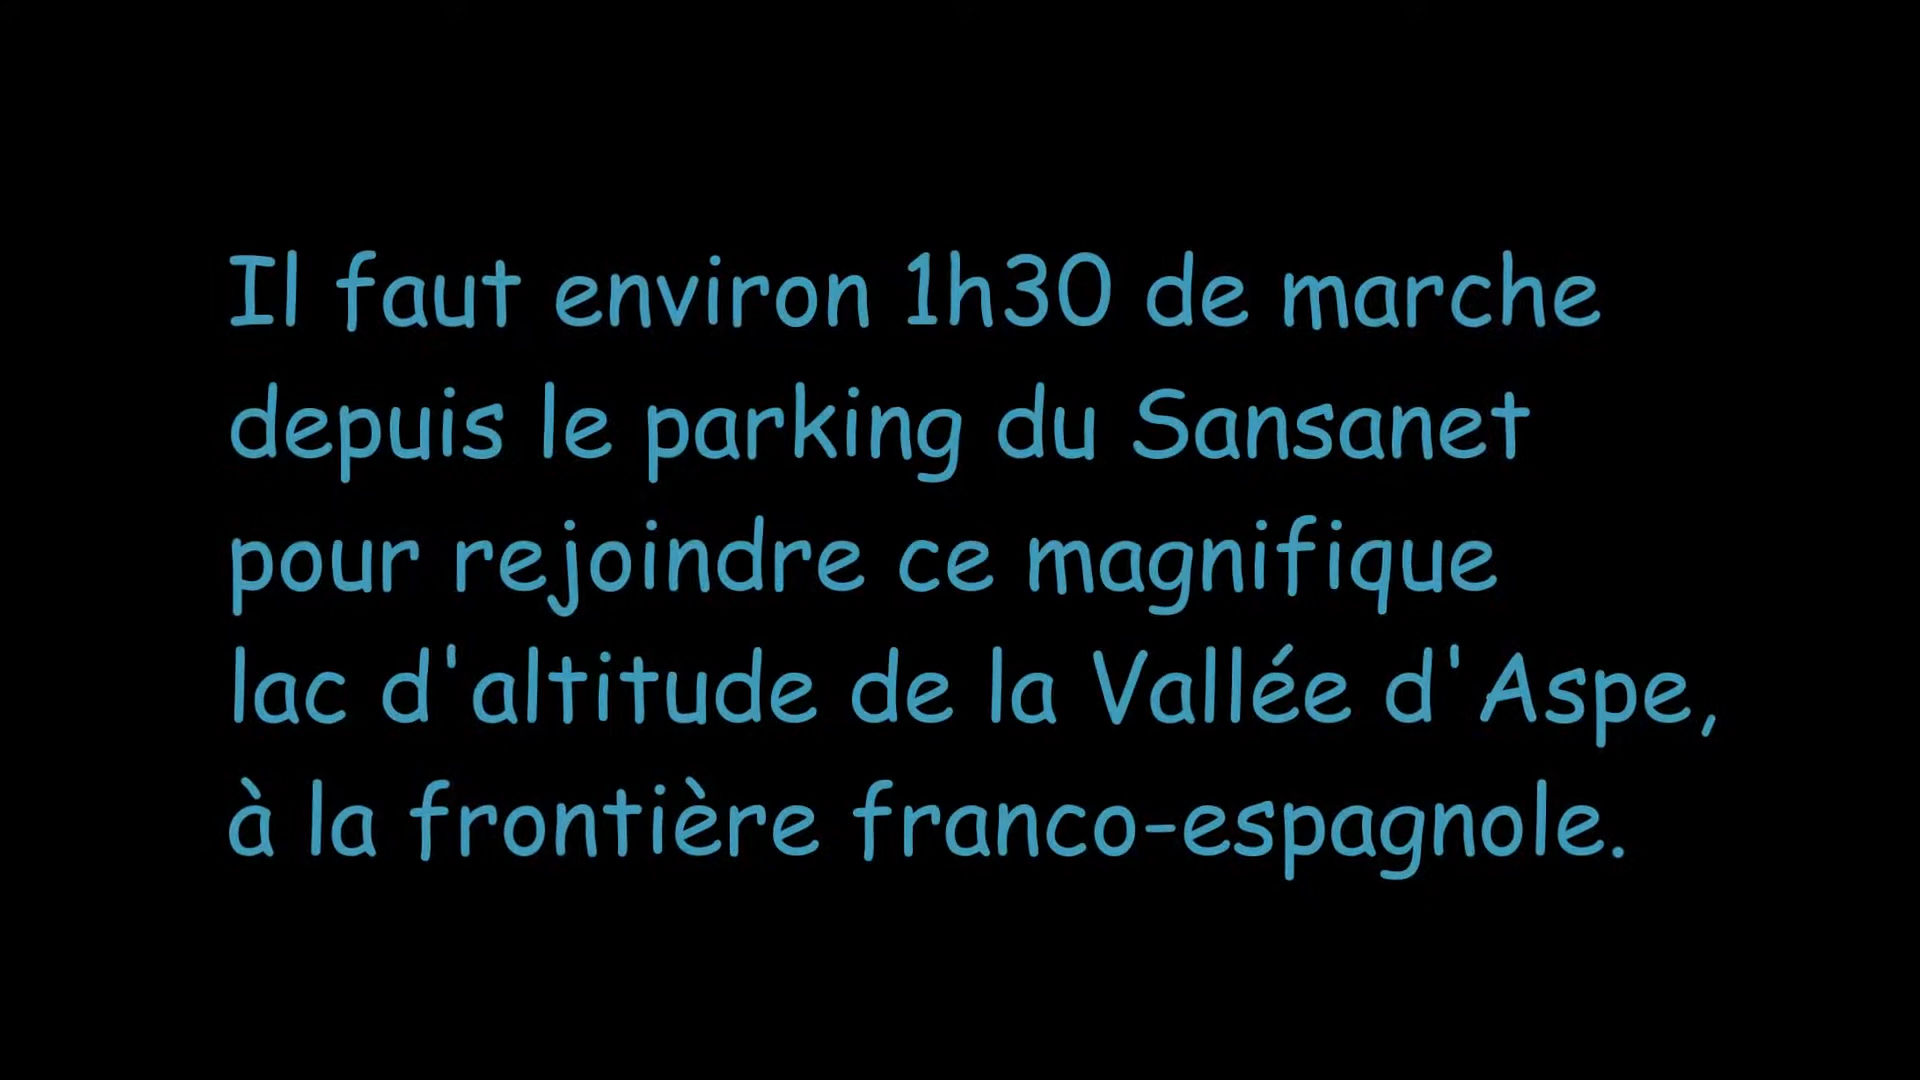 Il faut environ 1h30 de marche
depuis le parking du Sansanet
pour rejoindre ce magnifique
lac d'altitude de la Vallée d'Aspe,
à la frontière franco-espagnole.